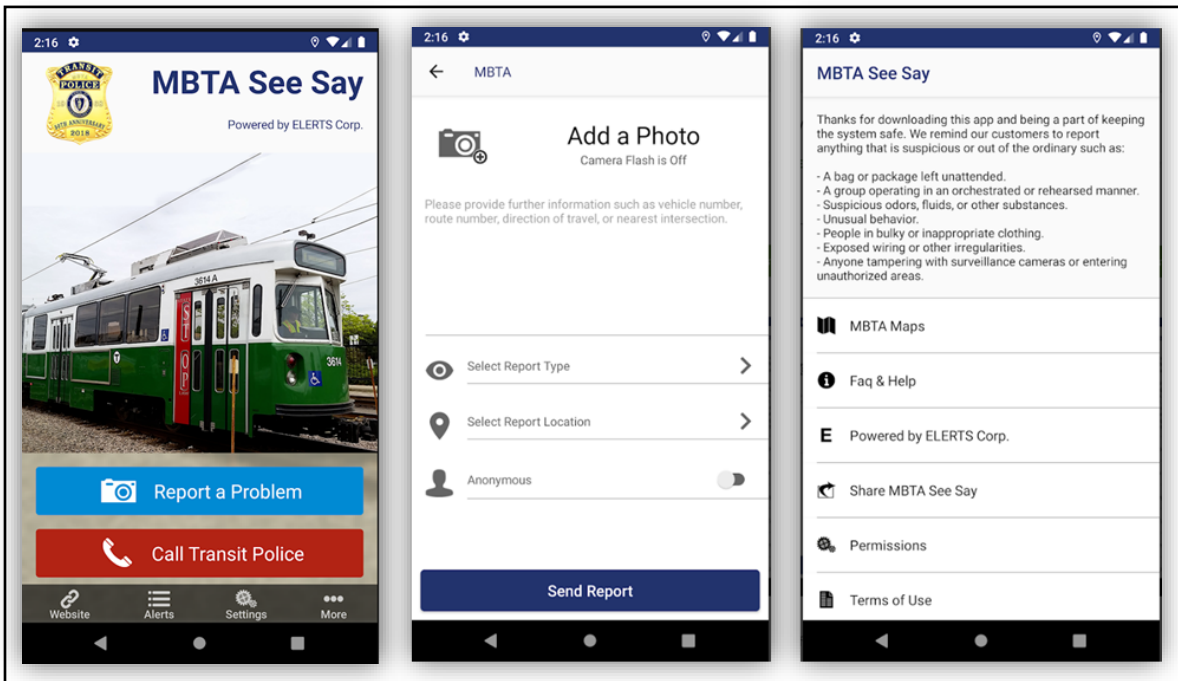 2:16
TRANSIT
POLICE
50TH ANNIVERSARY
2018
MBTA See Say
Powered by ELERTS Corp.
3614 A
ST OP
3614
T
Report a Problem
Call Transit Police
Website
Alerts
Settings
More
2:16
MBTA
Add a Photo
Camera Flash is Off
Please provide further information such as vehicle number,
route number, direction of travel, or nearest intersection.
Select Report Type
Select Report Location
Anonymous
Send Report
2:16
MBTA See Say
Thanks for downloading this app and being a part of keeping
the system safe. We remind our customers to report
anything that is suspicious or out of the ordinary such as:
- A bag or package left unattended.
- A group operating in an orchestrated or rehearsed manner.
- Suspicious odors, fluids, or other substances.
- Unusual behavior.
- People in bulky or inappropriate clothing.
- Exposed wiring or other irregularities.
- Anyone tampering with surveillance cameras or entering
unauthorized areas.
MBTA Maps
Faq & Help
E Powered by ELERTS Corp.
Share MBTA See Say
Permissions
Terms of Use